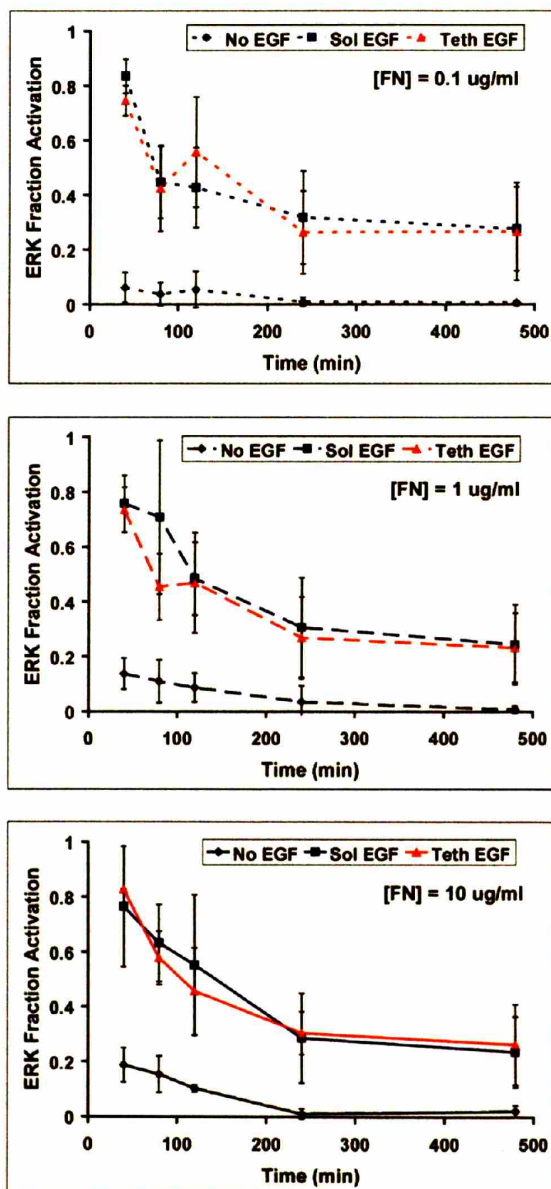 No EGF Sol EGF Teth EGF
[FN] = 0.1 ug/ml
ERK Fraction Activation
1
0.8
0.6
0.4
0.2
0
0 100 200 300 400 500
Time (min)
No EGF Sol EGF Teth EGF
[FN] = 1 ug/ml
ERK Fraction Activation
1
0.8
0.6
0.4
0.2
0
0 100 200 300 400 500
Time (min)
No EGF Sol EGF Teth EGF
[FN] = 10 ug/ml
ERK Fraction Activation
1
0.8
0.6
0.4
0.2
0
0 100 200 300 400 500
Time (min)